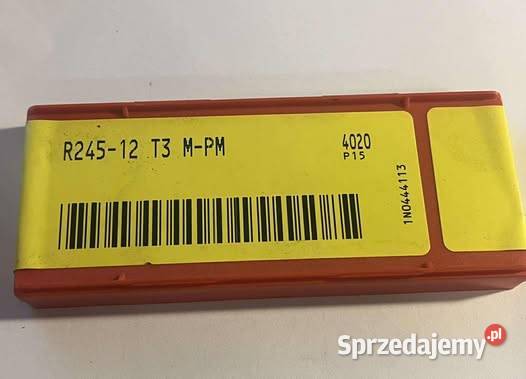 R245-12 T3 M-PM
4020
P15
1N0444113
Sprzedajemy.pl